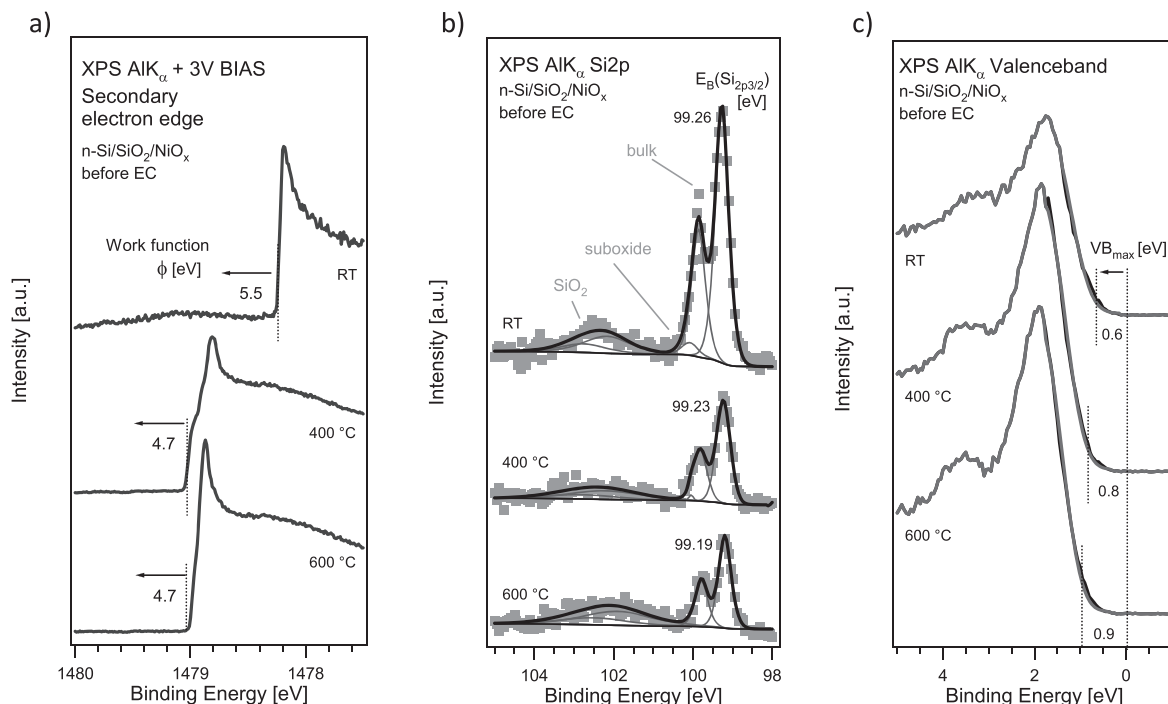 a)
XPS AlKα + 3V BIAS
Secondary
electron edge
n-Si/SiO₂/NiOₓ
before EC
Work function
ϕ [eV]
5.5
RT
4.7
400 °C
4.7
600 °C
Intensity [a.u.]
1480
1479
1478
Binding Energy [eV]
b)
XPS AlKα Si2p
n-Si/SiO₂/NiOₓ
before EC
E_B(Si₂p₃/₂)
[eV]
99.26
bulk
suboxide
SiO₂
RT
99.23
400 °C
99.19
600 °C
Intensity [a.u.]
104
102
100
98
Binding Energy [eV]
c)
XPS AlKα Valenceband
n-Si/SiO₂/NiOₓ
before EC
VBmax [eV]
RT
0.6
400 °C
0.8
600 °C
0.9
Intensity [a.u.]
4
2
0
Binding Energy [eV]